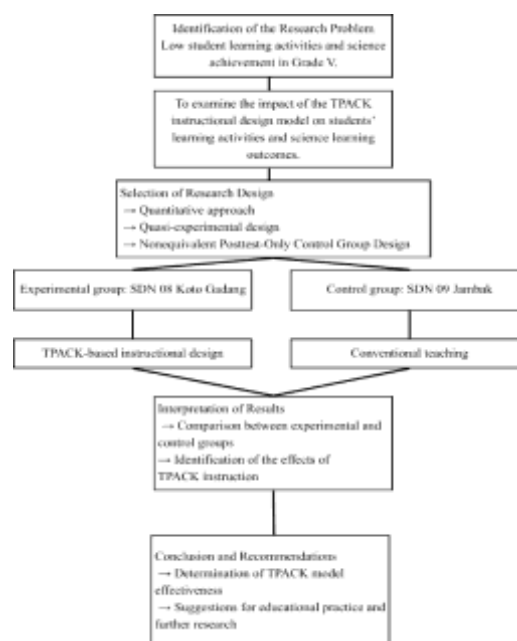 Identification of the Research Problem
Low student learning activities and science
achievement in Grade V.
To examine the impact of the TPACK
instructional design model on students'
learning activities and science learning
outcomes.
Selection of Research Design
→ Quantitative approach
→ Quasi-experimental design
→ Nonequivalent Posttest-Only Control Group Design
Experimental group: SDN 08 Koto Gadang
Control group: SDN 09 Jambak
TPACK-based instructional design
Conventional teaching
Interpretation of Results
→ Comparison between experimental and
control groups
→ Identification of the effects of
TPACK instruction
Conclusion and Recommendations
→ Determination of TPACK model
effectiveness
→ Suggestions for educational practice and
further research